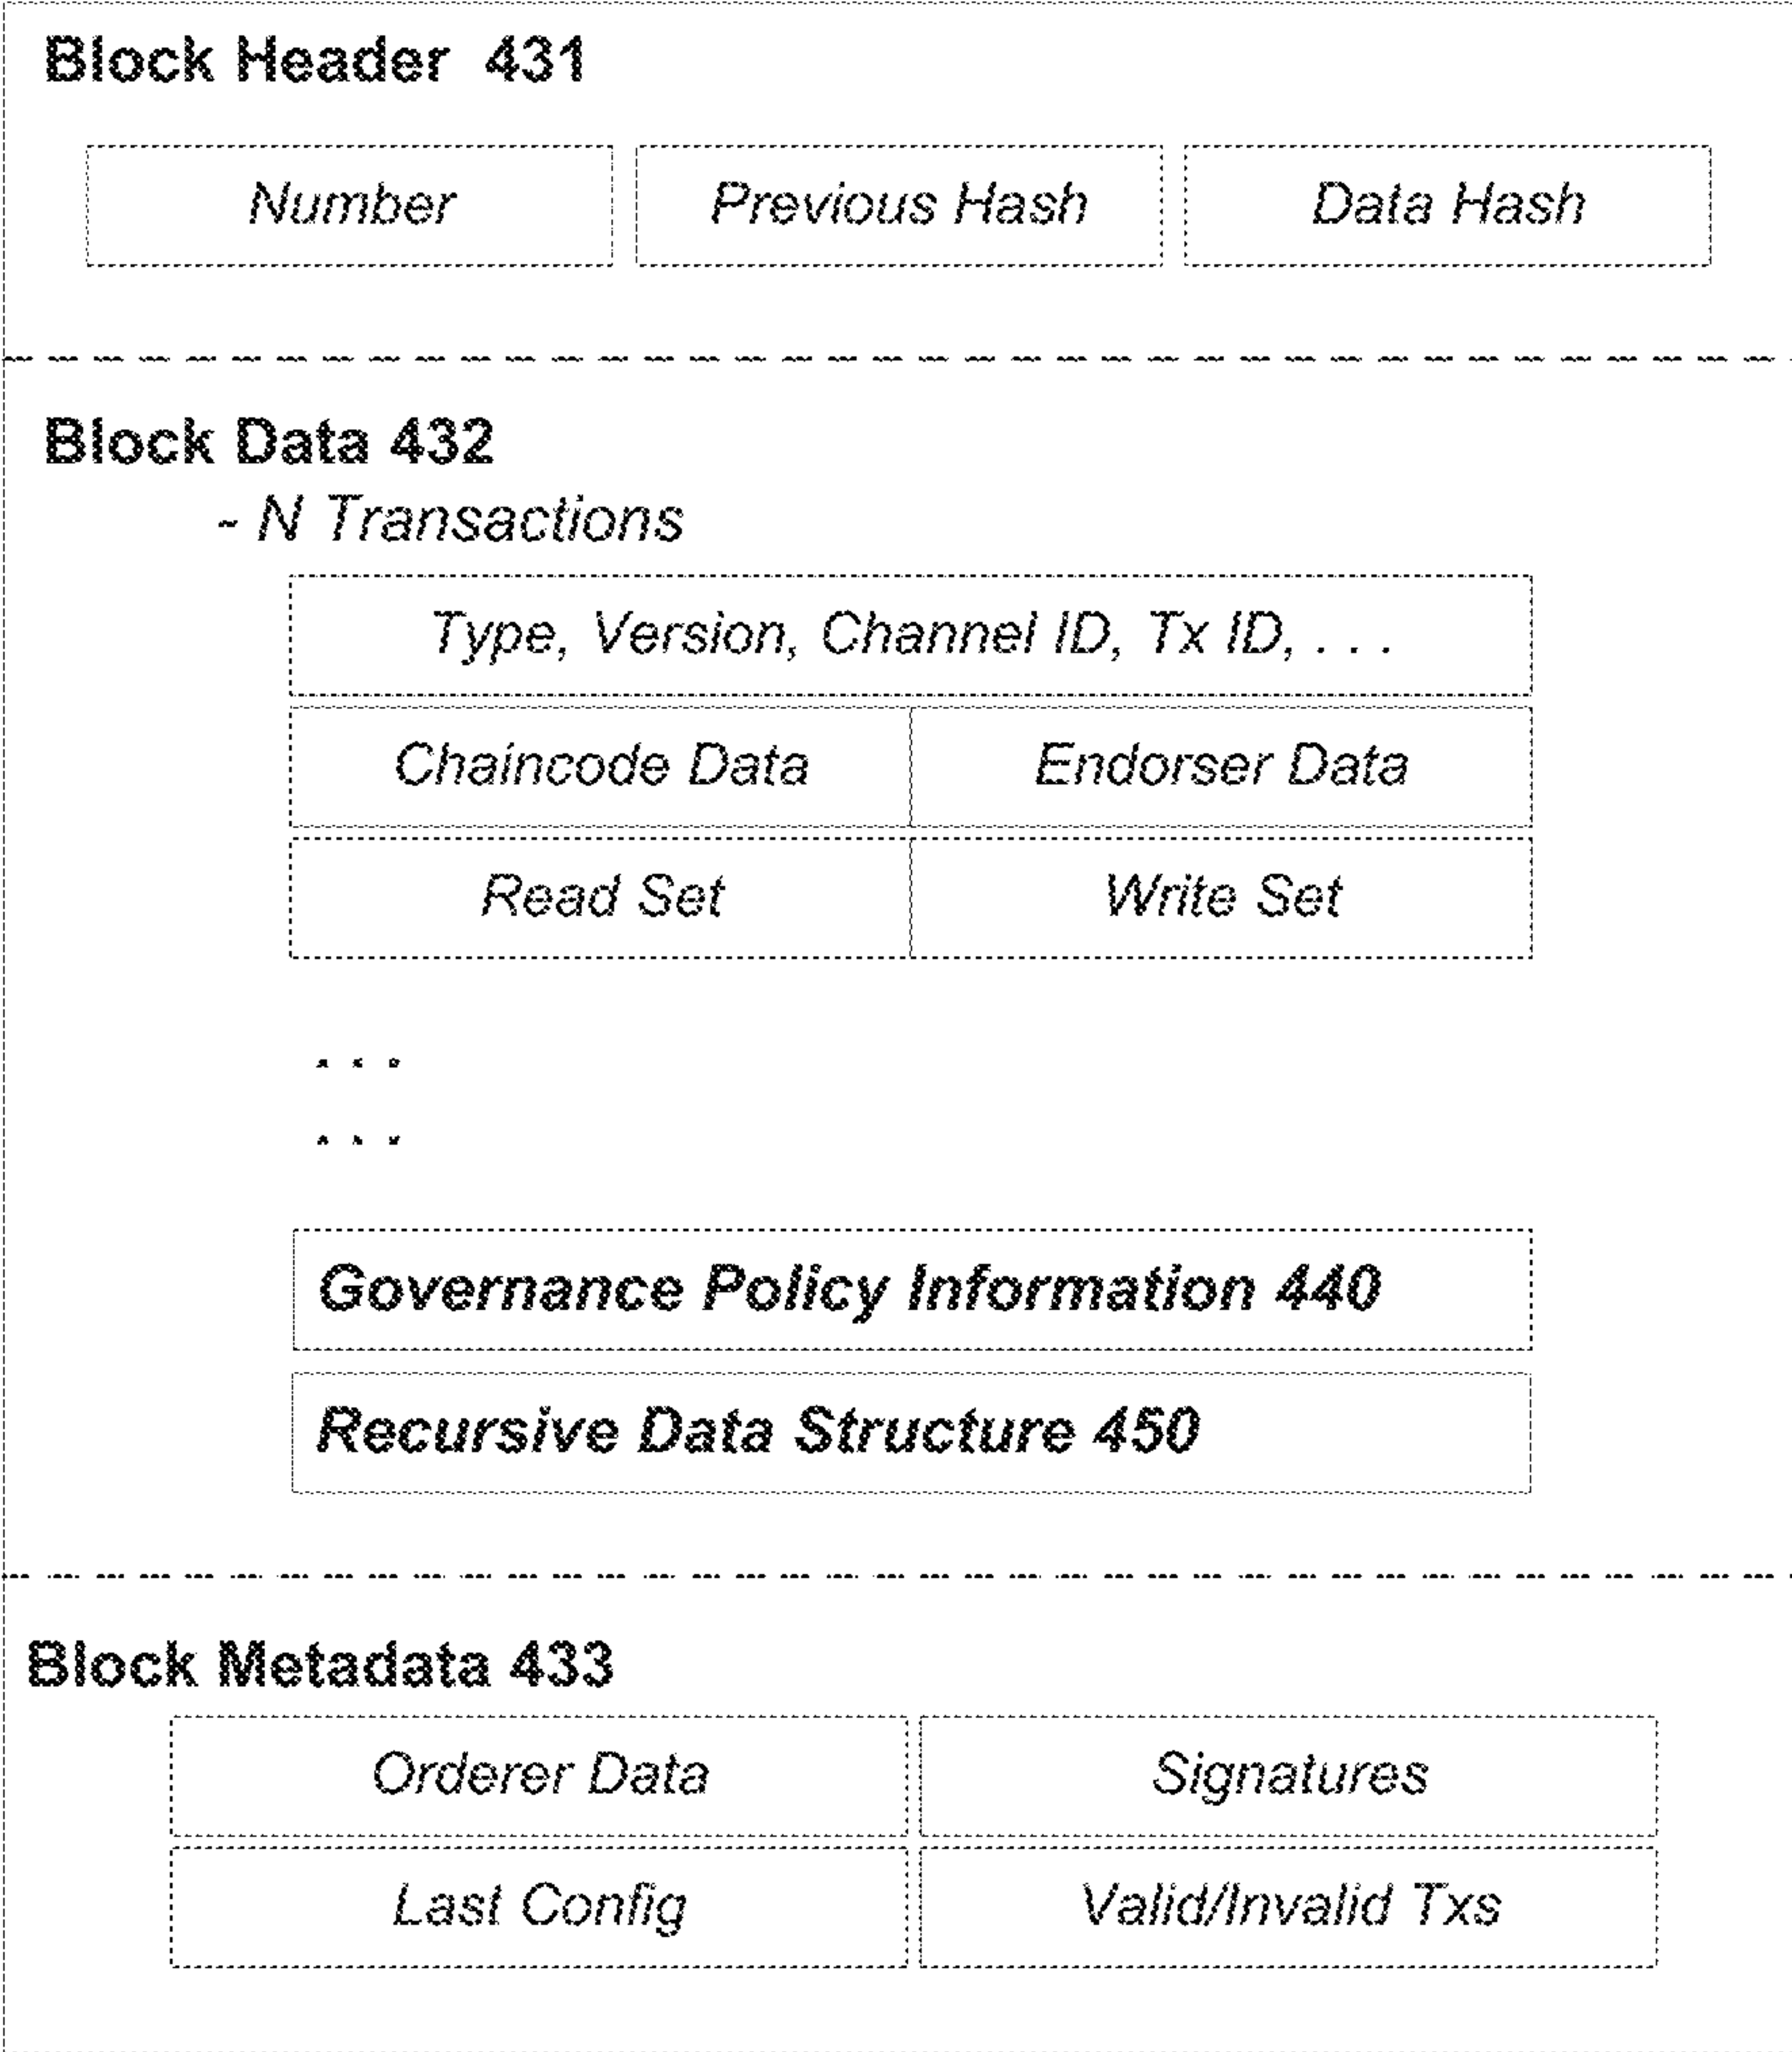 Block Header 431
Number Previous Hash Data Hash
Block Data 432
- N Transactions
Type, Version, Channel ID, Tx ID, . . .
Chaincode Data Endorser Data
Read Set Write Set
. . .
. . .
Governance Policy Information 440
Recursive Data Structure 450
Block Metadata 433
Orderer Data Signatures
Last Config Valid/Invalid Txs